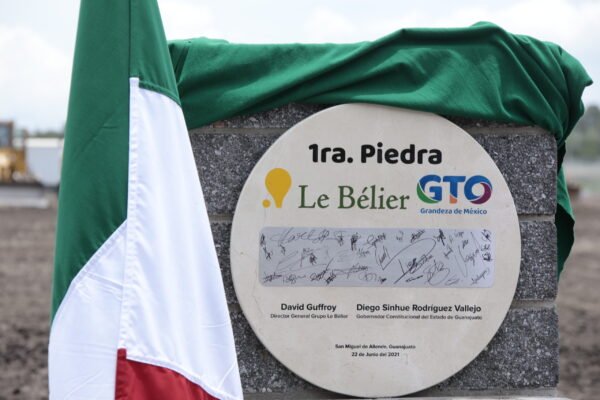 1ra. Piedra
Le Bélier GTO
Grandeza de México
David Guffroy Diego Sinhue Rodríguez Vallejo
Director General Grupo Le Bélier Gobernador Constitucional del Estado de Guanajuato
San Miguel de Allende, Guanajuato
22 de Junio del 2021